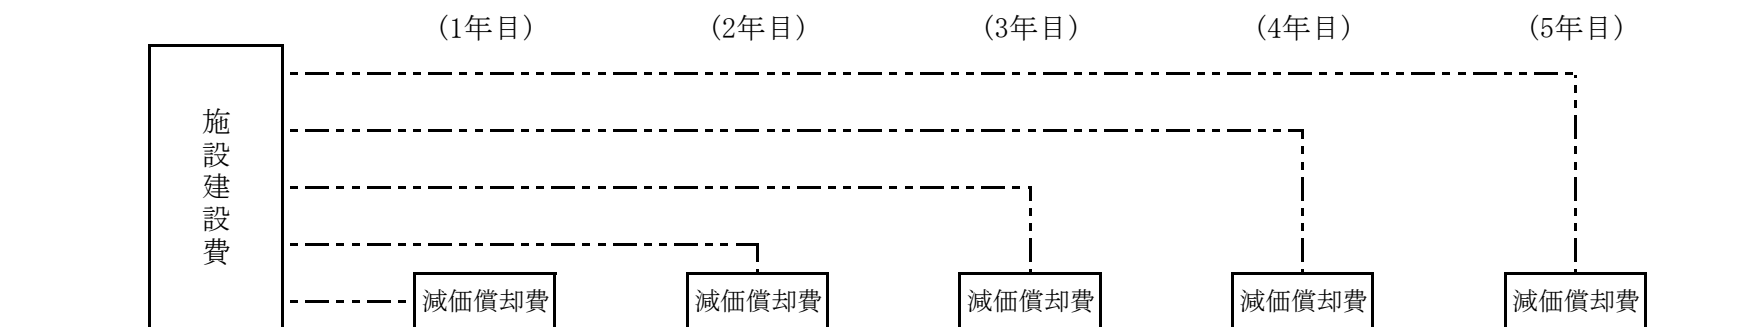 (1年目) (2年目) (3年目) (4年目) (5年目)
施設建設費
減価償却費 減価償却費 減価償却費 減価償却費 減価償却費